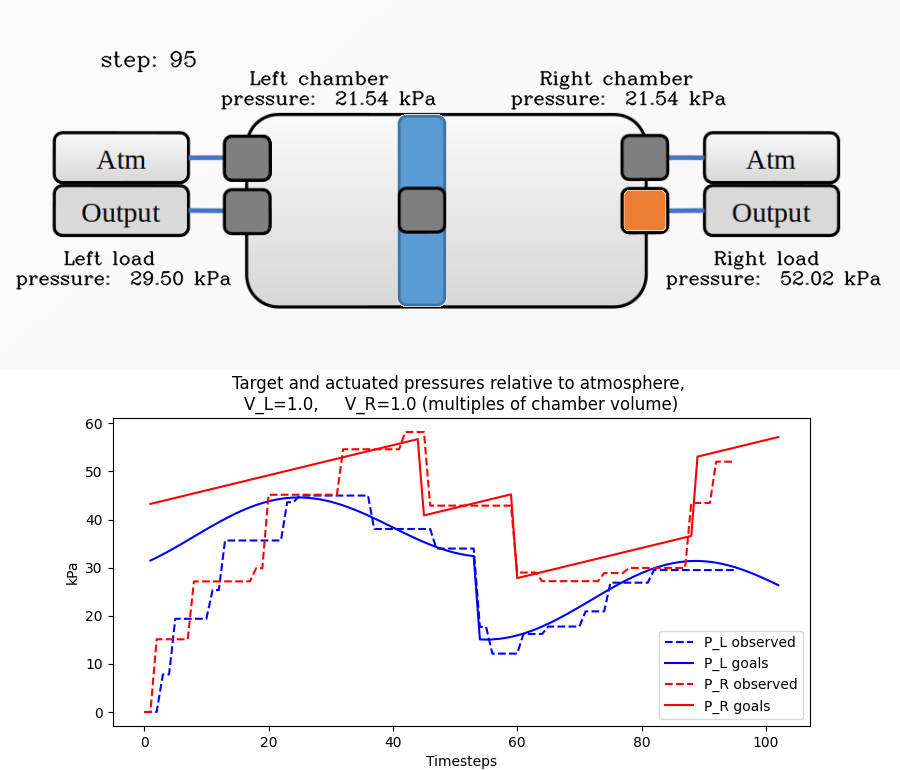 step: 95
Left chamber
pressure: 21.54 kPa
Right chamber
pressure: 21.54 kPa
Atm
Output
Atm
Output
Left load
pressure: 29.50 kPa
Right load
pressure: 52.02 kPa
Target and actuated pressures relative to atmosphere,
V_L=1.0, V_R=1.0 (multiples of chamber volume)
60
50
40
30
20
10
0
kPa
0 20 40 60 80 100
Timesteps
P_L observed
P_L goals
P_R observed
P_R goals